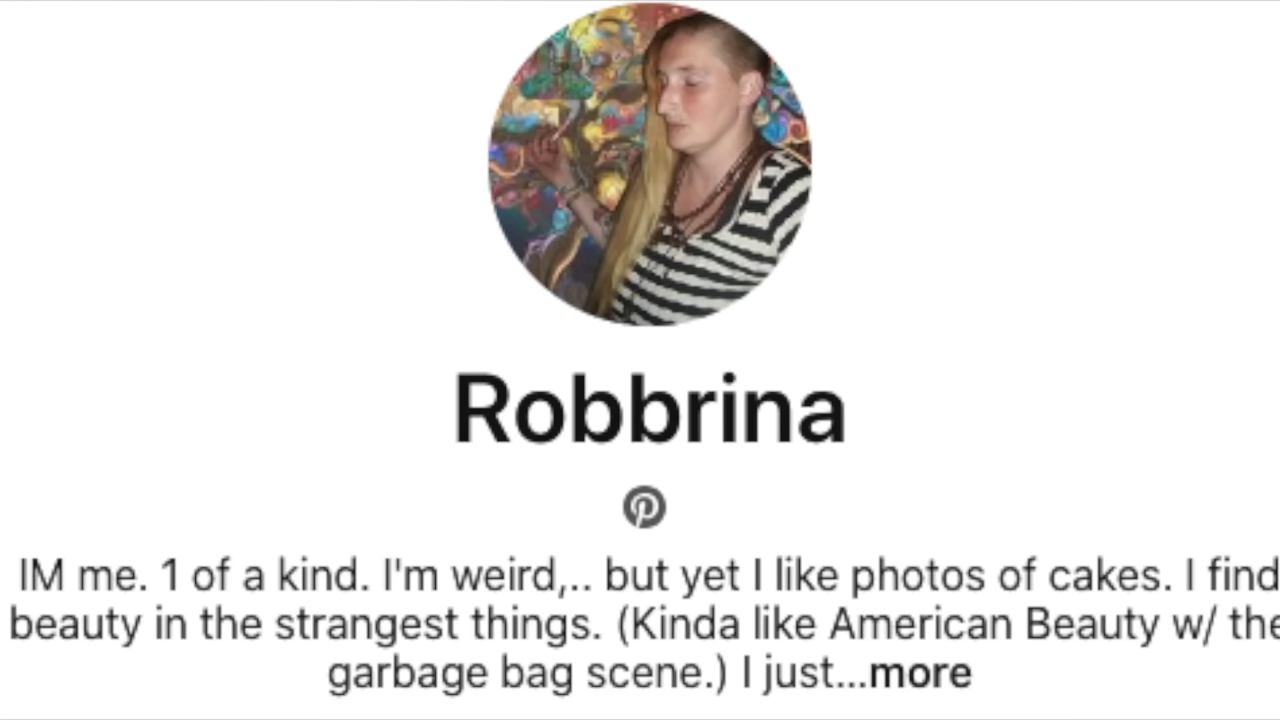 Robbrina
IM me. 1 of a kind. I'm weird,.. but yet I like photos of cakes. I find
beauty in the strangest things. (Kinda like American Beauty w/ the
garbage bag scene.) I just...more